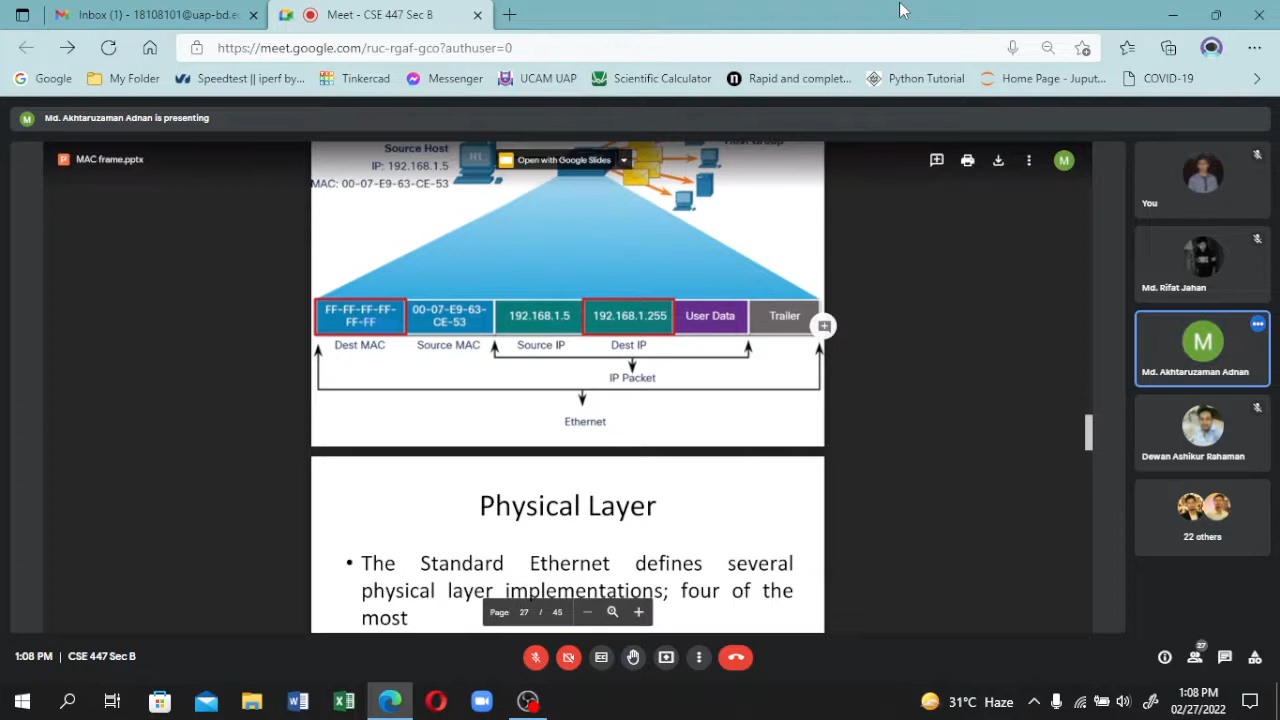 Inbox (1) - 18108101@uap-bd.e
Meet - CSE 447 Sec B
https://meet.google.com/ruc-rgaf-gco?authuser=0
Google
My Folder
Speedtest || iperf by...
Tinkercad
Messenger
UCAM UAP
Scientific Calculator
Rapid and complet...
Python Tutorial
Home Page - Juput...
COVID-19
Md. Akhtaruzaman Adnan is presenting
MAC frame.pptx
Open with Google Slides
M
Source Host
IP: 192.168.1.5
MAC: 00-07-E9-63-CE-53
H1
Host Group
FF-FF-FF-FF-
FF-FF
00-07-E9-63-
CE-53
192.168.1.5
192.168.1.255
User Data
Trailer
Dest MAC
Source MAC
Source IP
Dest IP
IP Packet
Ethernet
Physical Layer
• The Standard Ethernet defines several
physical layer implementations; four of the
most
Page 27 / 45
You
Md. Rifat Jahan
M
Md. Akhtaruzaman Adnan
Dewan Ashikur Rahaman
22 others
1:08 PM | CSE 447 Sec B
27
31°C Haze
1:08 PM
02/27/2022